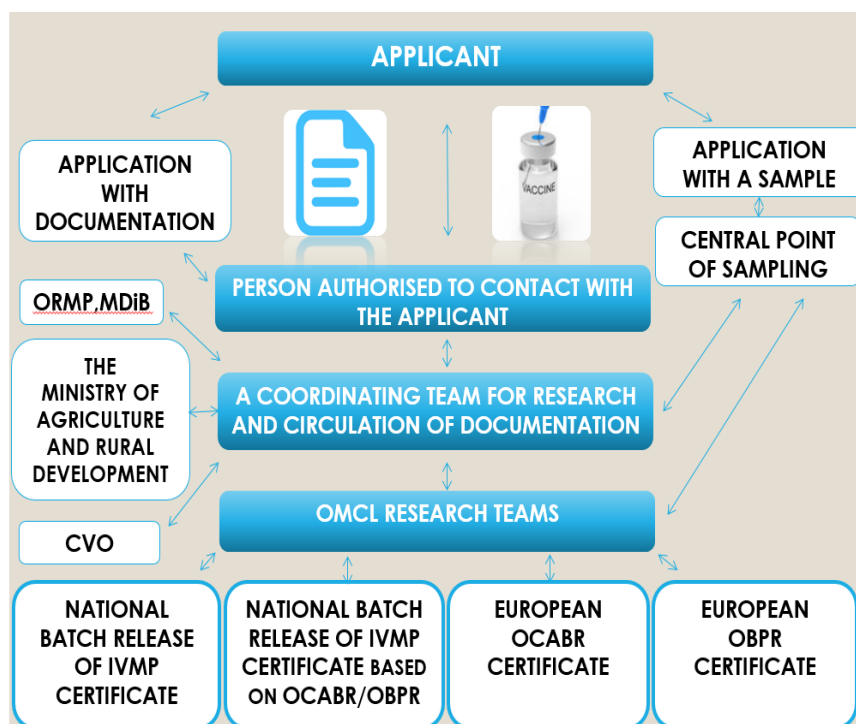 APPLICANT
APPLICATION
WITH
DOCUMENTATION
VACCINE
APPLICATION
WITH A SAMPLE
CENTRAL POINT
OF SAMPLING
PERSON AUTHORISED TO CONTACT WITH
THE APPLICANT
ORMP,MDiB
THE
MINISTRY OF
AGRICULTURE
AND RURAL
DEVELOPMENT
A COORDINATING TEAM FOR RESEARCH
AND CIRCULATION OF DOCUMENTATION
OMCL RESEARCH TEAMS
CVO
NATIONAL
BATCH RELEASE
OF IVMP
CERTIFICATE
NATIONAL BATCH
RELEASE OF IVMP
CERTIFICATE BASED
ON OCABR/OBPR
EUROPEAN
OCABR
CERTIFICATE
EUROPEAN
OBPR
CERTIFICATE